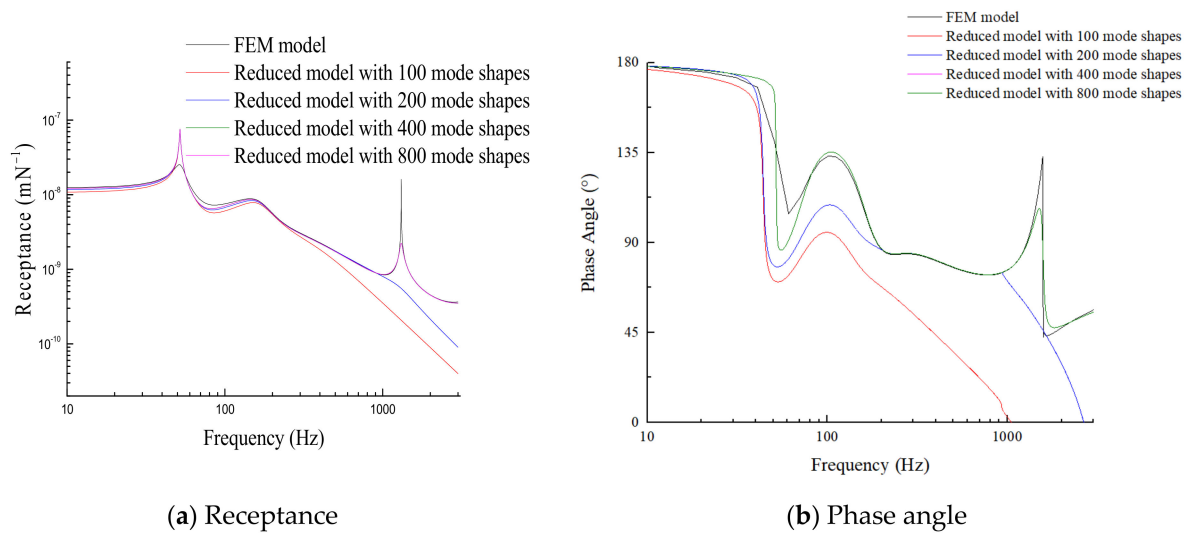 FEM model
Reduced model with 100 mode shapes
Reduced model with 200 mode shapes
Reduced model with 400 mode shapes
Reduced model with 800 mode shapes
10⁻⁷
10⁻⁸
10⁻⁹
10⁻¹⁰
Receptance (mN⁻¹)
10 100 1000
Frequency (Hz)
(a) Receptance
FEM model
Reduced model with 100 mode shapes
Reduced model with 200 mode shapes
Reduced model with 400 mode shapes
Reduced model with 800 mode shapes
180
135
90
45
0
Phase Angle (°)
10 100 1000
Frequency (Hz)
(b) Phase angle